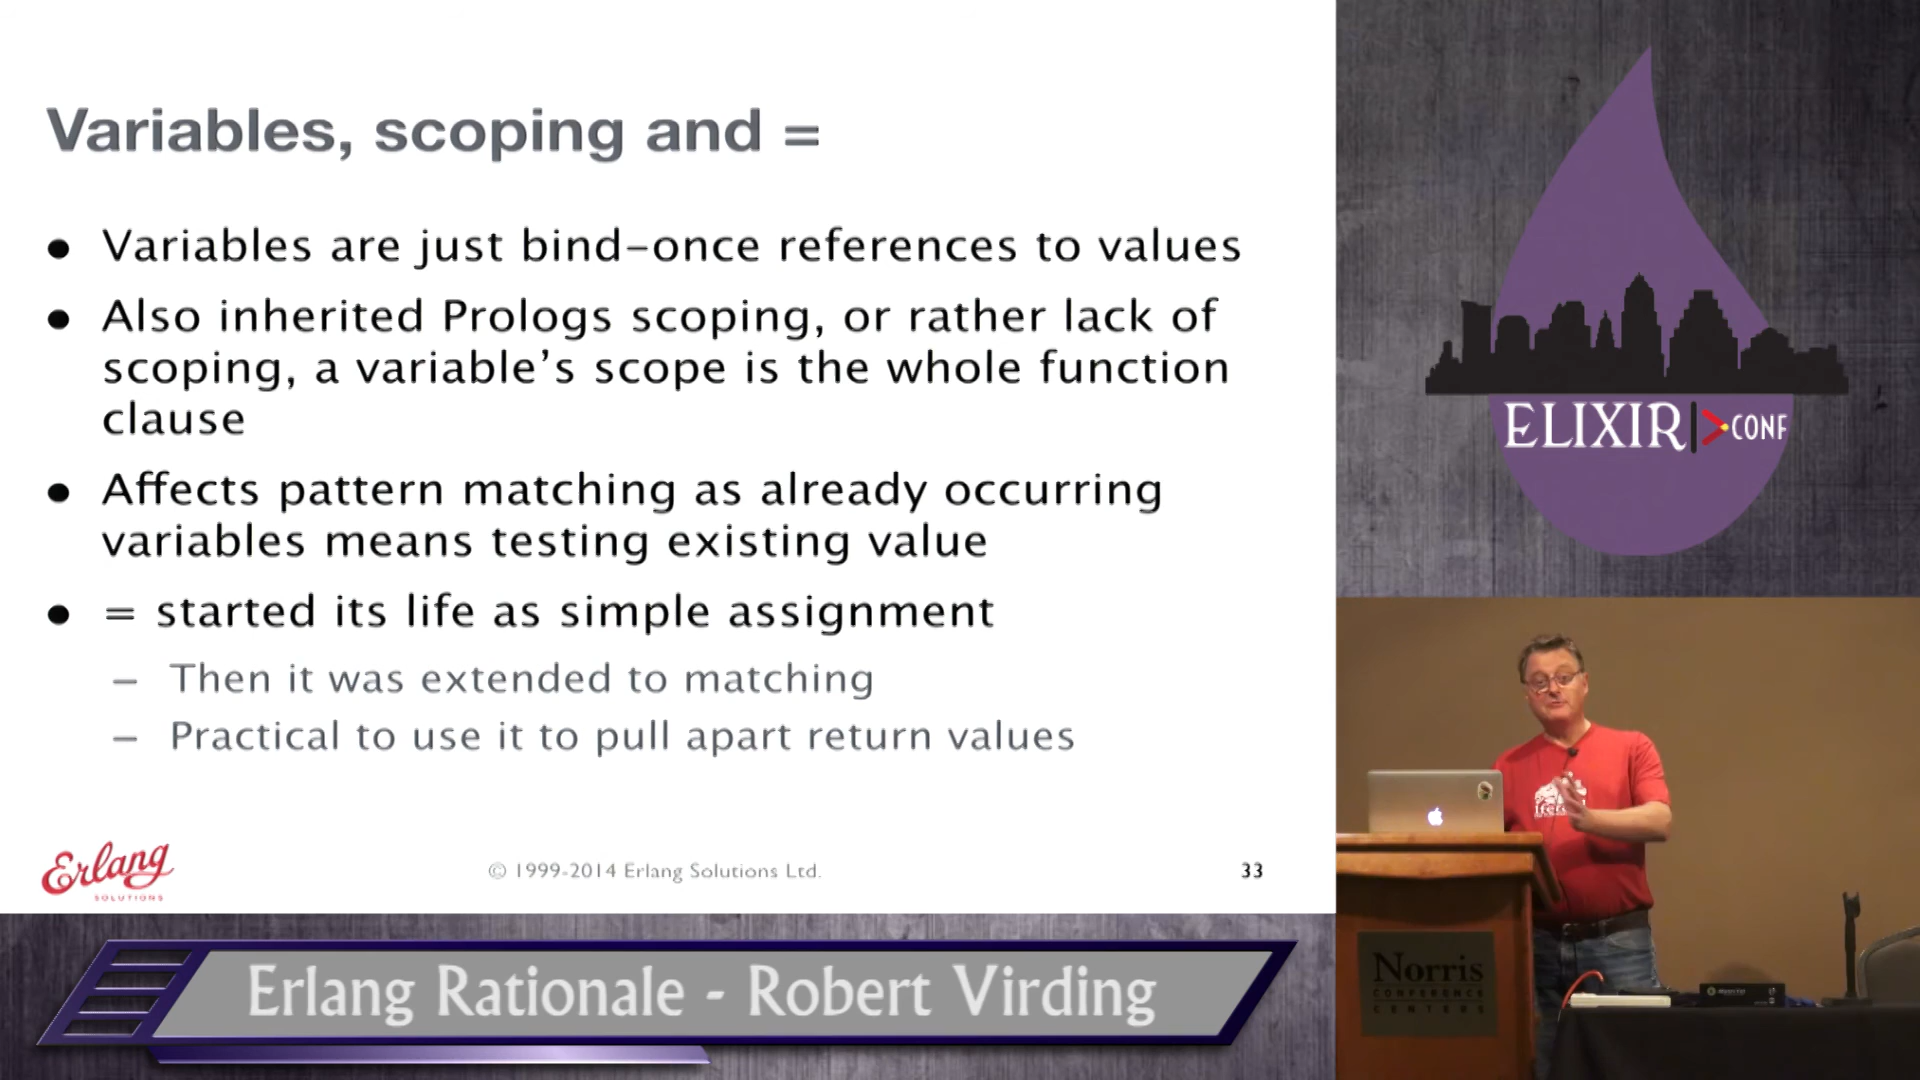 Variables, scoping and =
● Variables are just bind-once references to values
● Also inherited Prologs scoping, or rather lack of
scoping, a variable’s scope is the whole function
clause
● Affects pattern matching as already occurring
variables means testing existing value
● = started its life as simple assignment
– Then it was extended to matching
– Practical to use it to pull apart return values
Erlang
SOLUTIONS
© 1999-2014 Erlang Solutions Ltd.
33
ELIXIR|>CONF
Norris
CONFERENCE
CENTERS
Erlang Rationale - Robert Virding